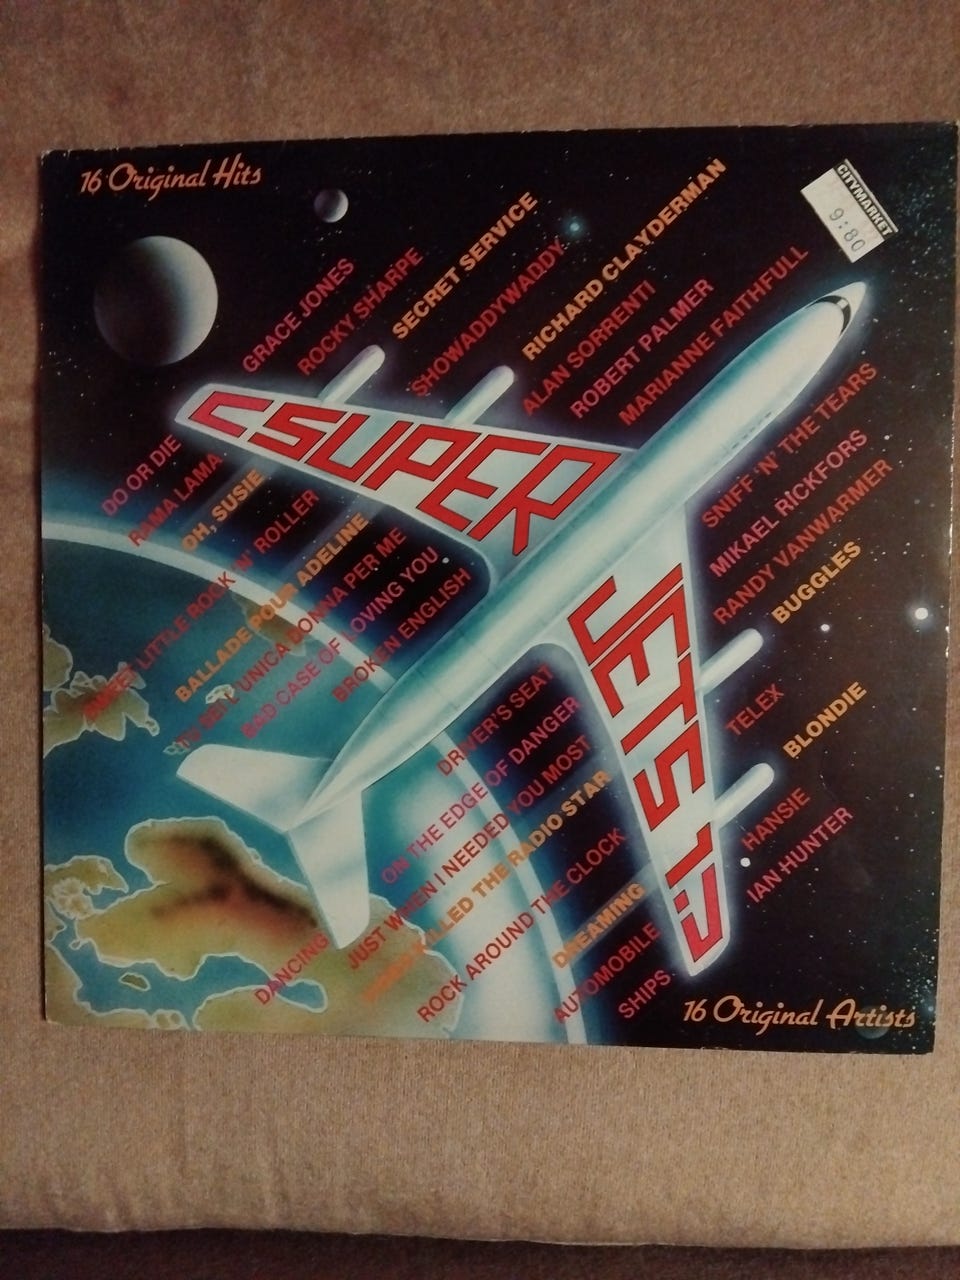 16 Original Hits
CITYMARKET
9:80
GRACE JONES
ROCKY SHARPE
SECRET SERVICE
SHOWADDYWADDY
RICHARD CLAYDERMAN
ALAN SORRENTI
ROBERT PALMER
MARIANNE FAITHFULL
SUPER
JETS
DO OR DIE
RAMA LAMA
OH, SUSIE
SWEET LITTLE ROCK 'N' ROLLER
BALLADE POUR ADELINE
TU SEI L'UNICA DONNA PER ME
BAD CASE OF LOVING YOU
BROKEN ENGLISH
SNIFF 'N' THE TEARS
MIKAEL RICKFORS
RANDY VANWARMER
BUGGLES
TELEX
BLONDIE
HANSIE
IAN HUNTER
DRIVER'S SEAT
DANCING ON THE EDGE OF DANGER
JUST WHEN I NEEDED YOU MOST
VIDEO KILLED THE RADIO STAR
ROCK AROUND THE CLOCK
DREAMING
AUTOMOBILE
SHIPS
16 Original Artists